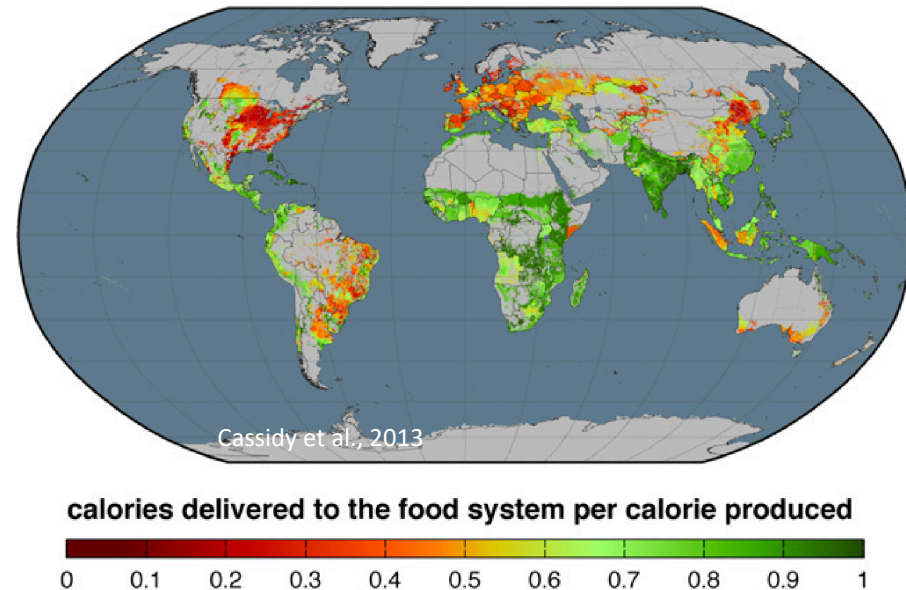 Cassidy et al., 2013
calories delivered to the food system per calorie produced
0 0.1 0.2 0.3 0.4 0.5 0.6 0.7 0.8 0.9 1